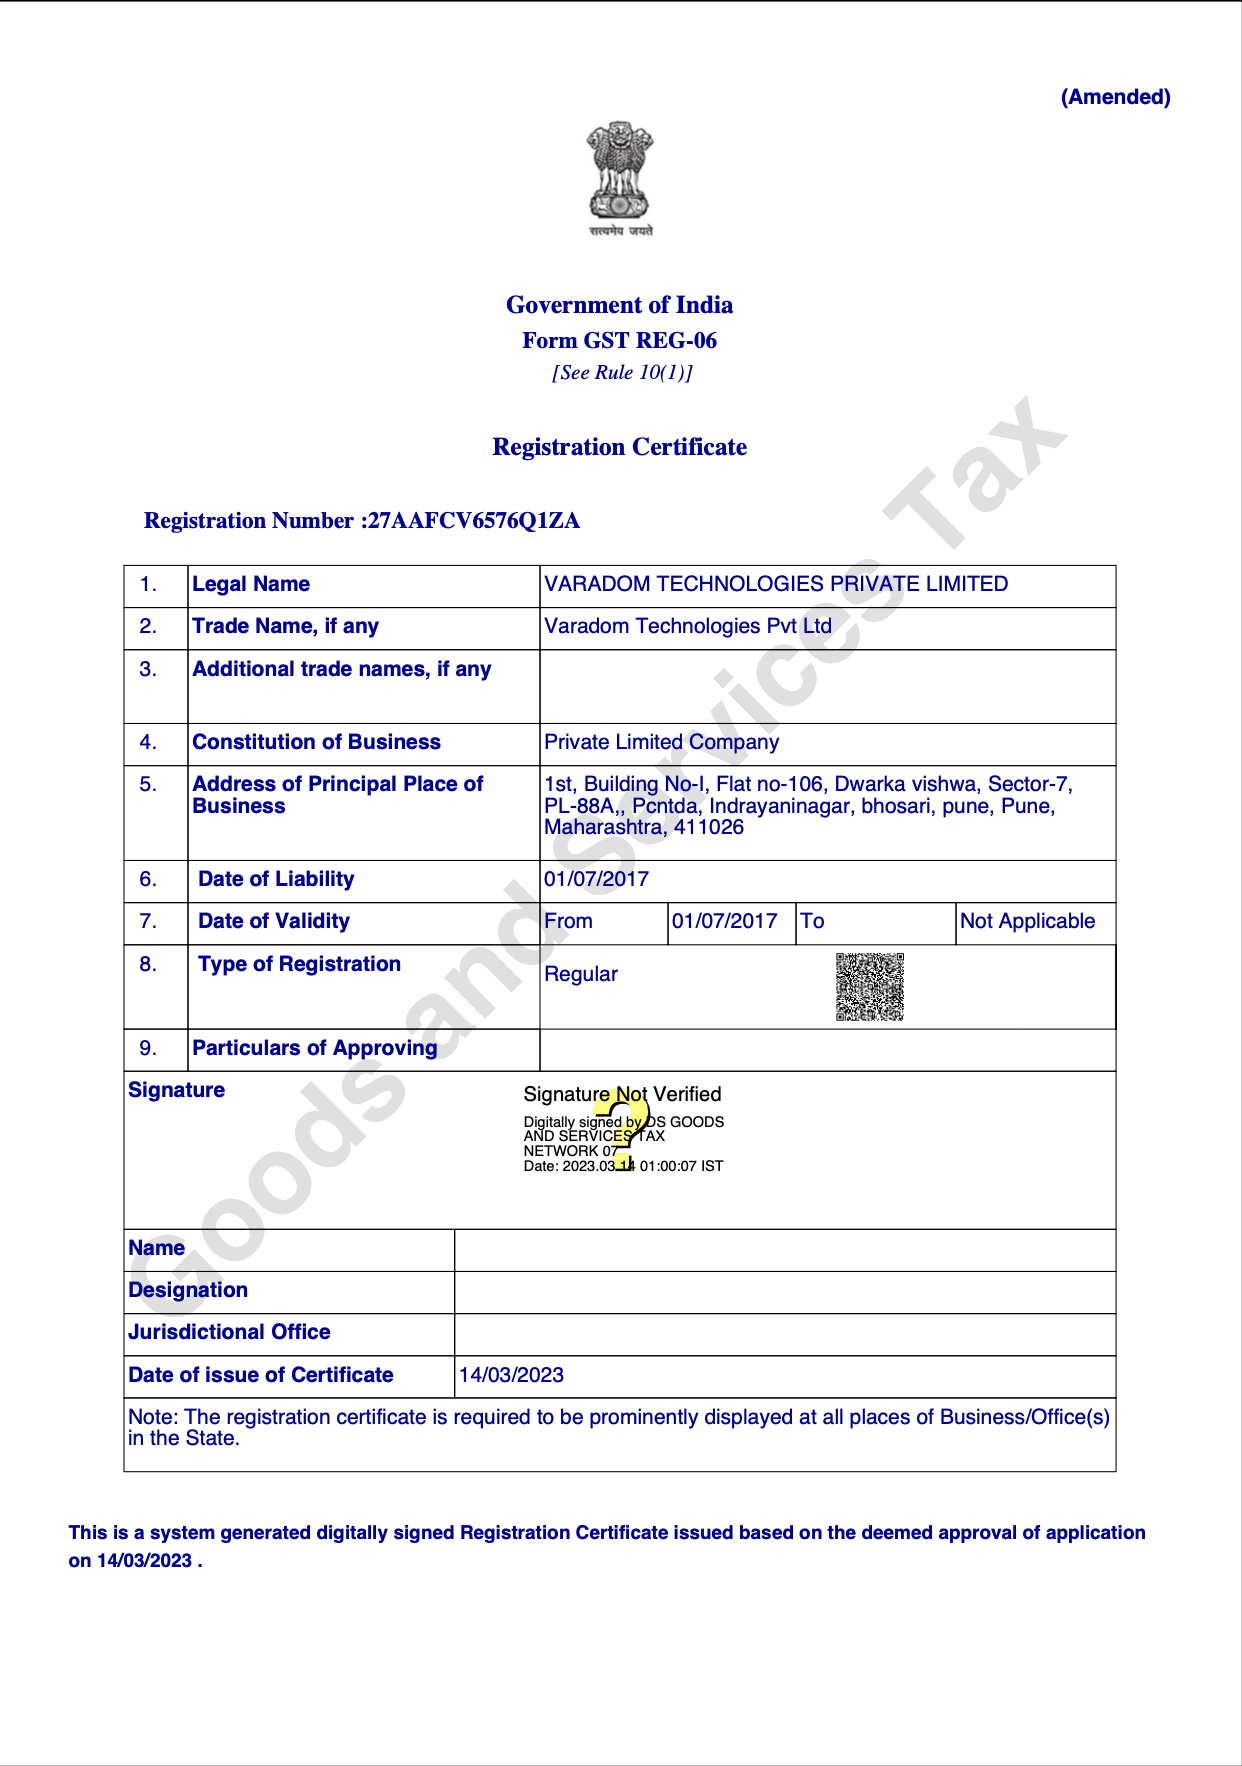 (Amended)
सत्यमेव जयते
Government of India
Form GST REG-06
[See Rule 10(1)]
Registration Certificate
Registration Number :27AAFCV6576Q1ZA
1. Legal Name VARADOM TECHNOLOGIES PRIVATE LIMITED
2. Trade Name, if any Varadom Technologies Pvt Ltd
3. Additional trade names, if any
4. Constitution of Business Private Limited Company
5. Address of Principal Place of 1st, Building No-I, Flat no-106, Dwarka vishwa, Sector-7,
Business PL-88A,, Pcntda, Indrayaninagar, bhosari, pune, Pune,
Maharashtra, 411026
6. Date of Liability 01/07/2017
7. Date of Validity From 01/07/2017 To Not Applicable
8. Type of Registration Regular
9. Particulars of Approving
Signature Signature Not Verified
Digitally signed by DS GOODS
AND SERVICES TAX
NETWORK 07
Date: 2023.03.14 01:00:07 IST
Name
Designation
Jurisdictional Office
Date of issue of Certificate 14/03/2023
Note: The registration certificate is required to be prominently displayed at all places of Business/Office(s)
in the State.
This is a system generated digitally signed Registration Certificate issued based on the deemed approval of application
on 14/03/2023 .
Goods and Services Tax